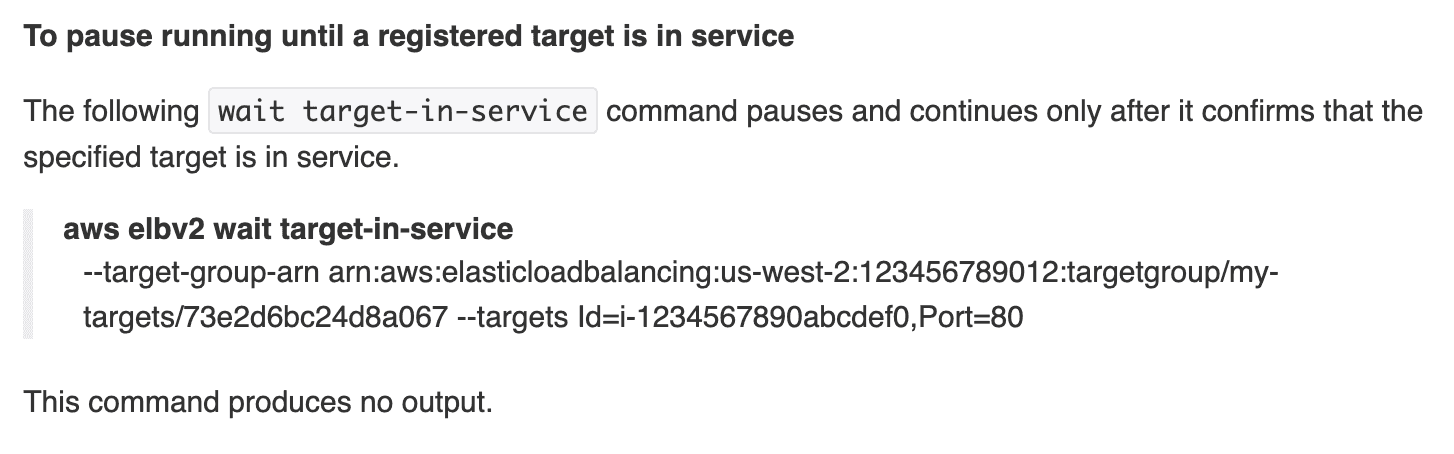 To pause running until a registered target is in service
The following wait target-in-service command pauses and continues only after it confirms that the
specified target is in service.
aws elbv2 wait target-in-service
--target-group-arn arn:aws:elasticloadbalancing:us-west-2:123456789012:targetgroup/my-
targets/73e2d6bc24d8a067 --targets Id=i-1234567890abcdef0,Port=80
This command produces no output.